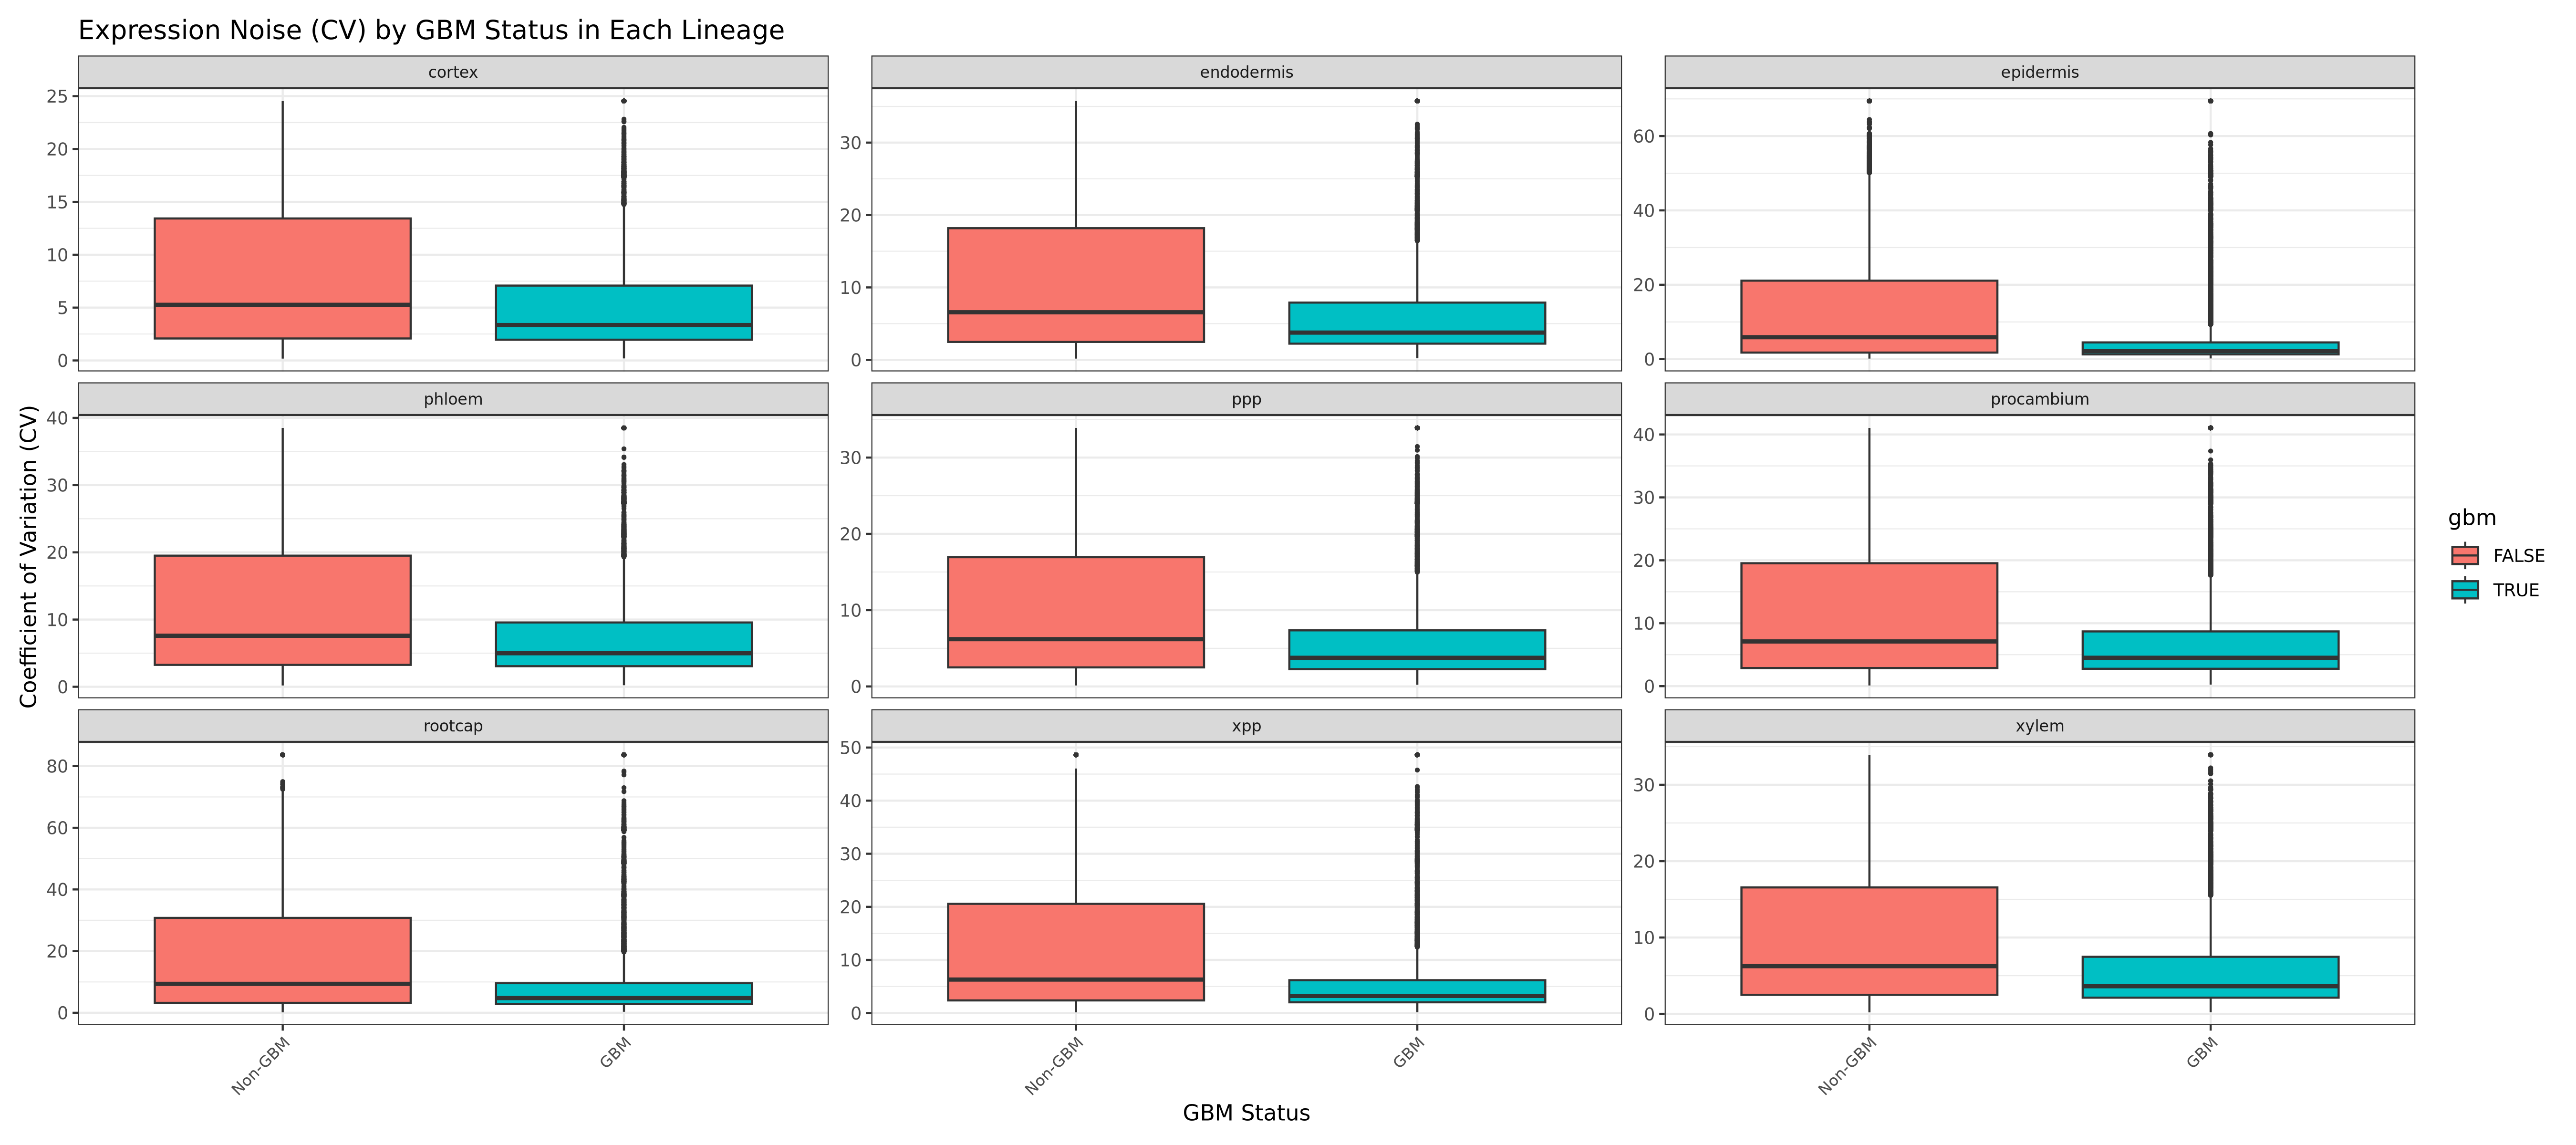 Expression Noise (CV) by GBM Status in Each Lineage
cortex
endodermis
epidermis
25
20
15
10
5
0
30
20
10
0
60
40
20
0
phloem
ppp
procambium
40
30
20
10
0
30
20
10
0
40
30
20
10
0
rootcap
xpp
xylem
80
60
40
20
0
50
40
30
20
10
0
30
20
10
0
Coefficient of Variation (CV)
Non-GBM
GBM
Non-GBM
GBM
Non-GBM
GBM
GBM Status
gbm
FALSE
TRUE